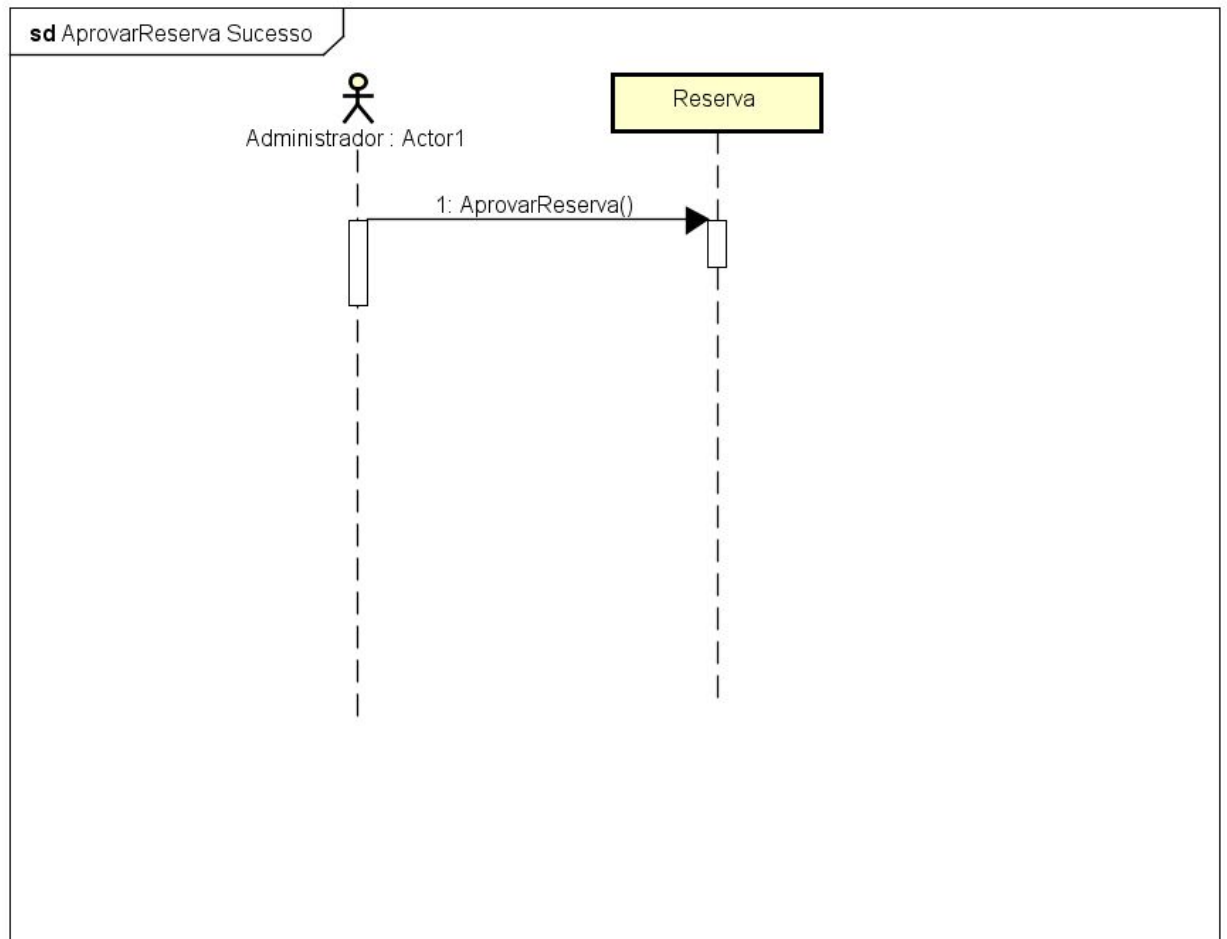 sd AprovarReserva Sucesso
Administrador : Actor1
Reserva
1: AprovarReserva()